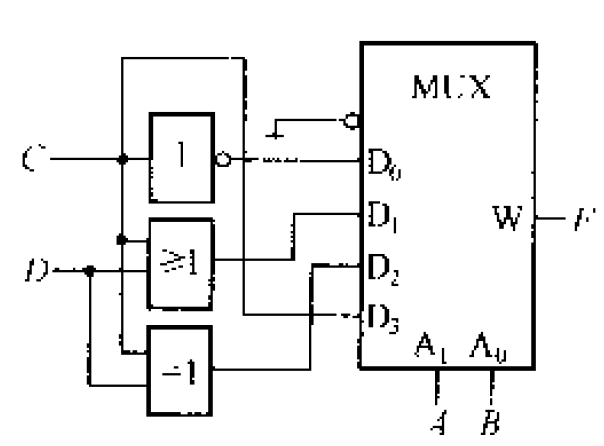 MUX
C
1
D₀
D₁
W
F
≥1
D
D₂
D₃
=1
A₁ A₀
A B